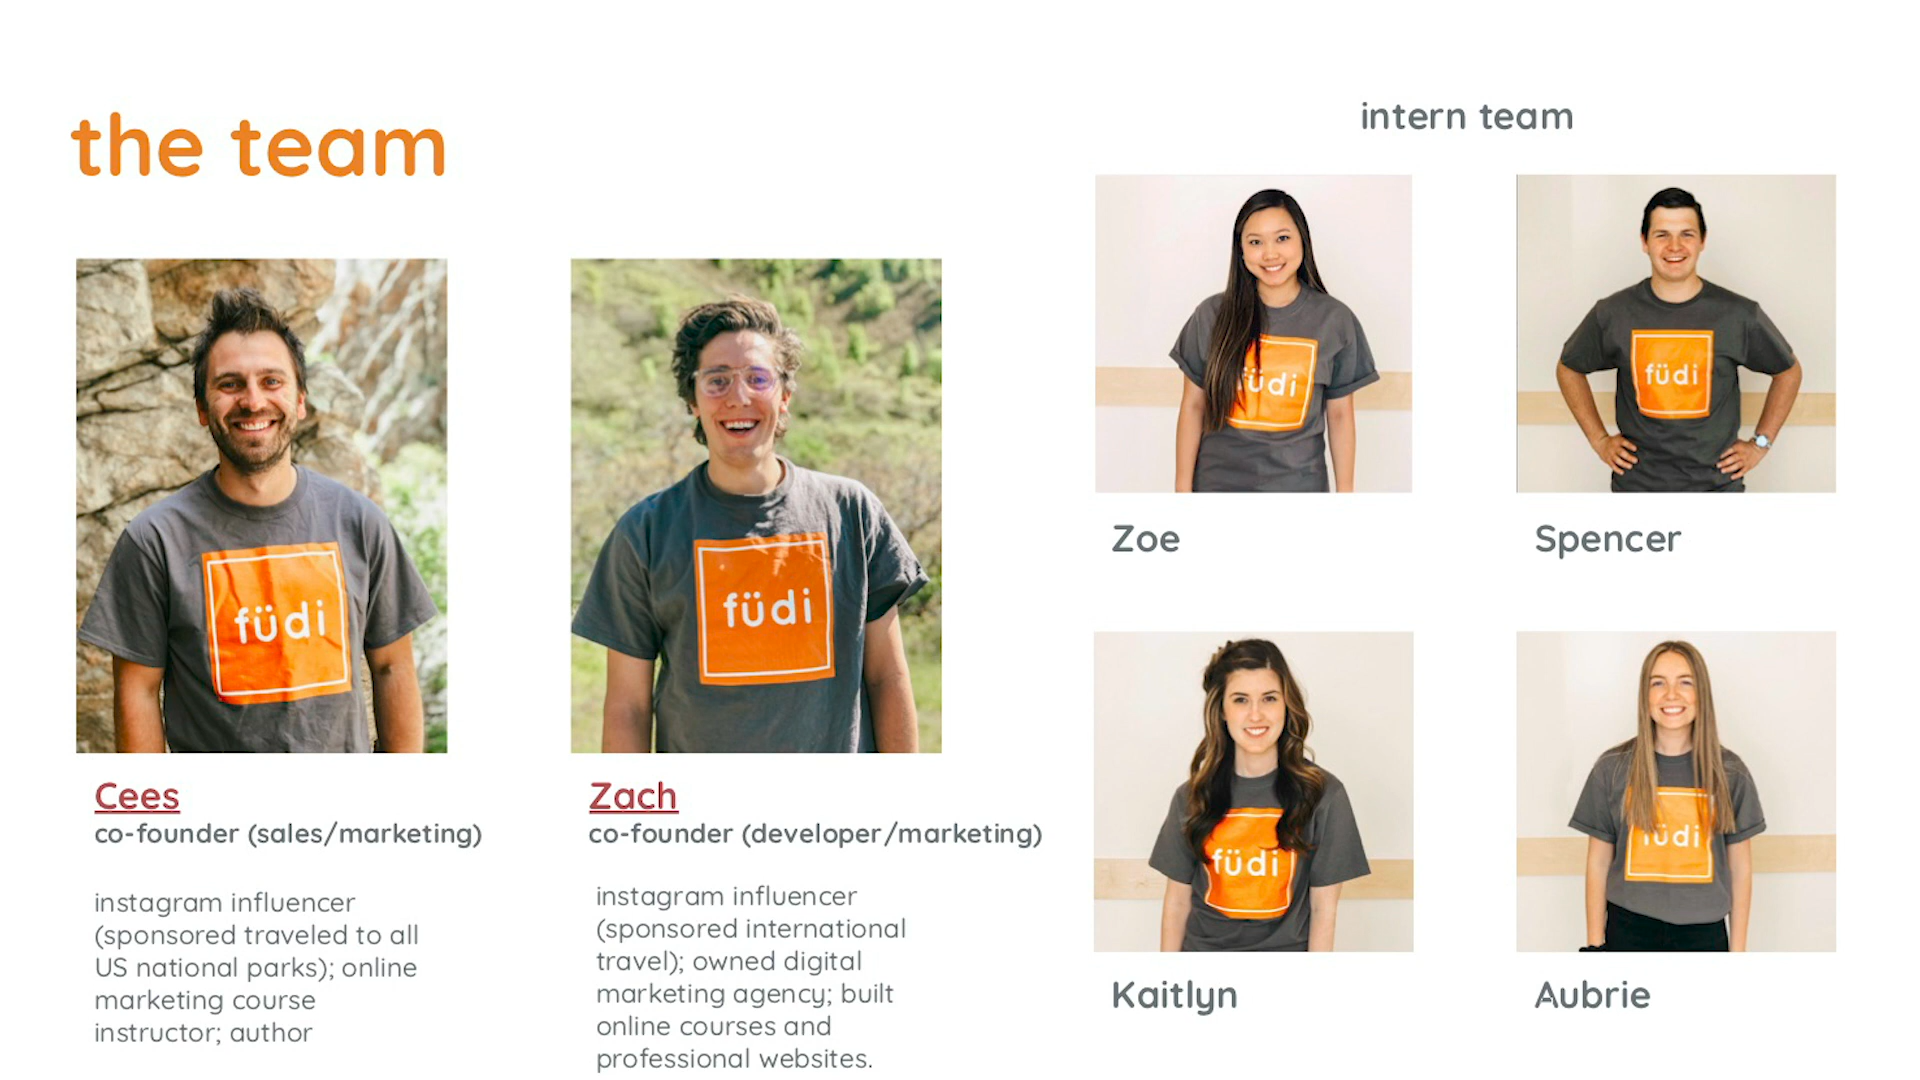 the team
füdi
Cees
co-founder (sales/marketing)
instagram influencer
(sponsored traveled to all
US national parks); online
marketing course
instructor; author
füdi
Zach
co-founder (developer/marketing)
instagram influencer
(sponsored international
travel); owned digital
marketing agency; built
online courses and
professional websites.
intern team
füdi
Zoe
füdi
Spencer
füdi
Kaitlyn
füdi
Aubrie